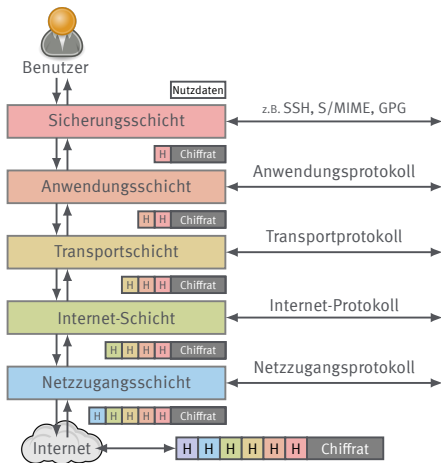 Benutzer
Nutzdaten
Sicherungsschicht
z.B. SSH, S/MIME, GPG
H Chiffrat
Anwendungsschicht
Anwendungsprotokoll
H H Chiffrat
Transportschicht
Transportprotokoll
H H H Chiffrat
Internet-Schicht
Internet-Protokoll
H H H H Chiffrat
Netzzugangsschicht
Netzzugangsprotokoll
H H H H H Chiffrat
Internet
H H H H H H Chiffrat